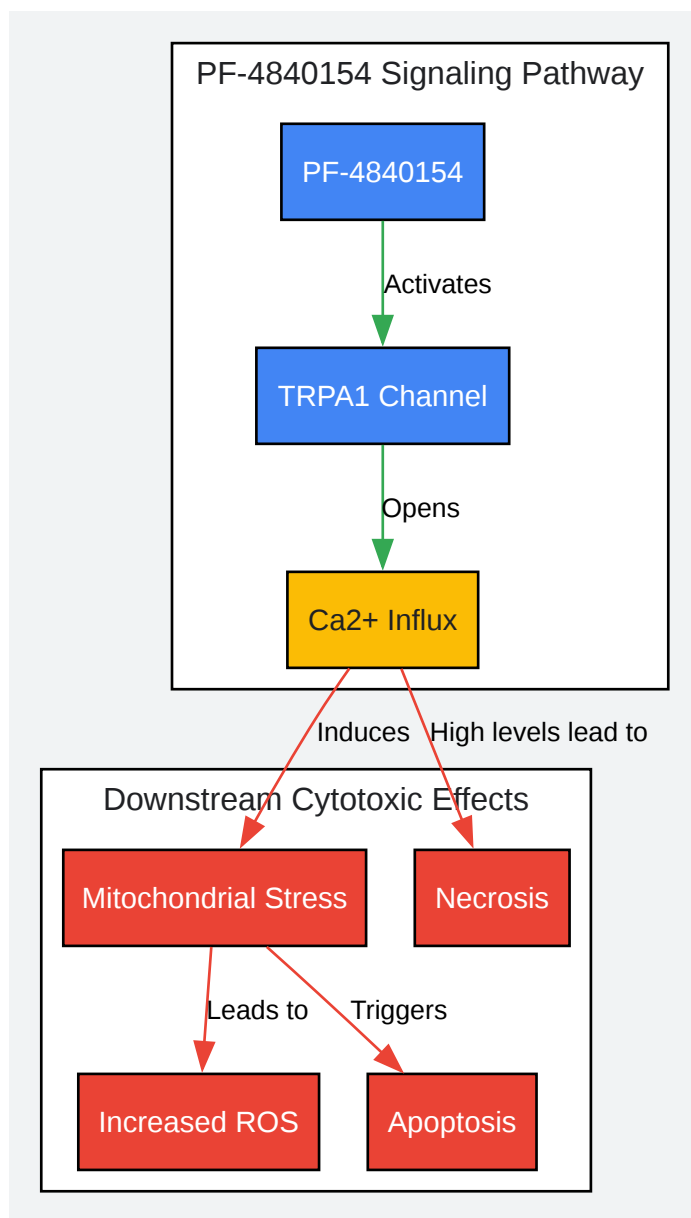 PF-4840154 Signaling Pathway
PF-4840154
Activates
TRPA1 Channel
Opens
Ca2+ Influx
Induces
High levels lead to
Downstream Cytotoxic Effects
Mitochondrial Stress
Necrosis
Leads to
Triggers
Increased ROS
Apoptosis